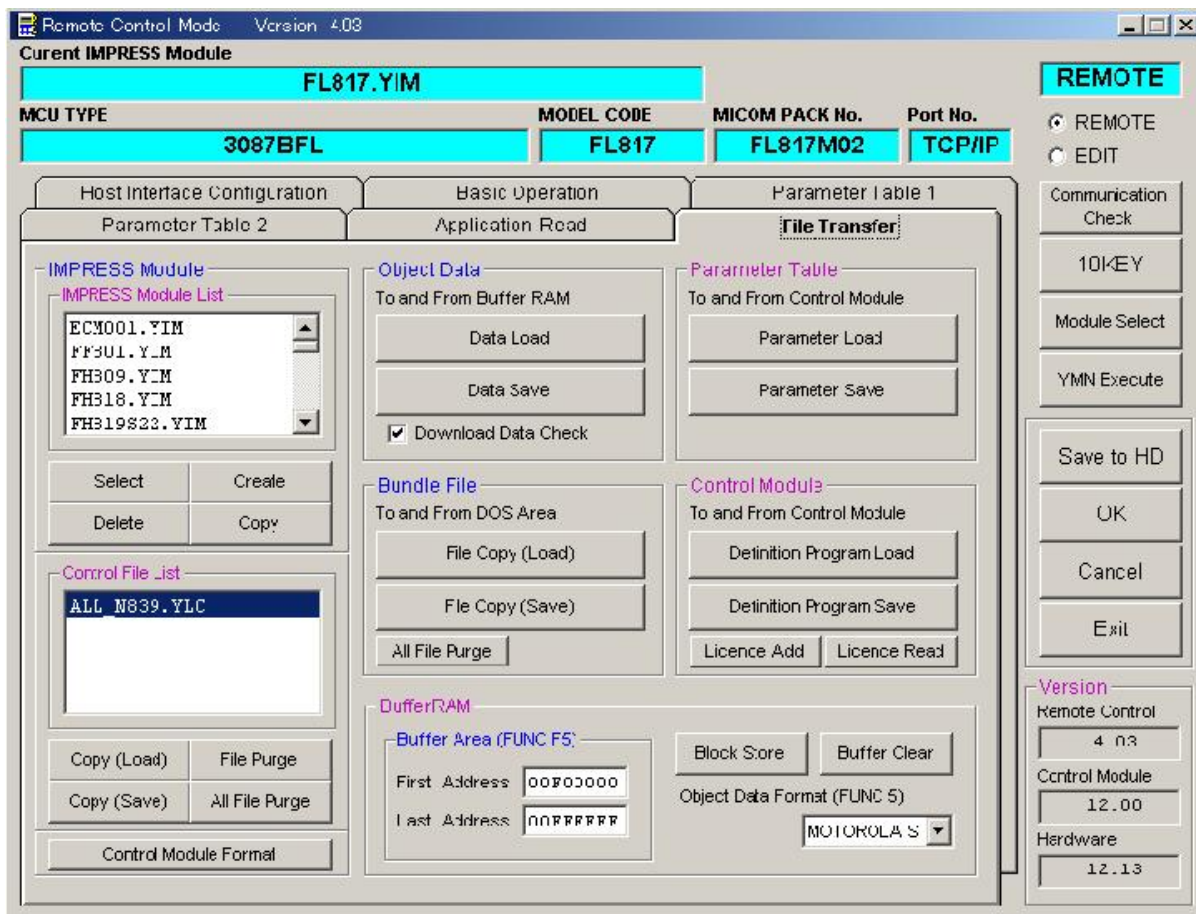 Remote Control Mode Version 4.03
Curent IMPRESS Module
FL817.YIM
MCU TYPE
MODEL CODE
MICOM PACK No.
Port No.
3087BFL
FL817
FL817M02
TCP/IP
REMOTE
REMOTE
EDIT
Host Interface Configuration
Basic Operation
Parameter Table 1
Parameter Table 2
Application Read
File Transfer
IMPRESS Module
IMPRESS Module List
ECM001.YIM
FF301.YIM
FH309.YIM
FH318.YIM
FH319S22.YIM
Select
Create
Delete
Copy
Control File List
ALL_N839.YLC
Copy (Load)
File Purge
Copy (Save)
All File Purge
Control Module Format
Object Data
To and From Buffer RAM
Data Load
Data Save
Download Data Check
Parameter Table
To and From Control Module
Parameter Load
Parameter Save
Bundle File
To and From DOS Area
File Copy (Load)
File Copy (Save)
All File Purge
Control Module
To and From Control Module
Definition Program Load
Definition Program Save
Licence Add
Licence Read
BufferRAM
Buffer Area (FUNC F5)
First Address
00F00000
Last Address
00FFFFFF
Block Store
Buffer Clear
Object Data Format (FUNC 5)
MOTOROLA S
Communication
Check
10KEY
Module Select
YMN Execute
Save to HD
OK
Cancel
Exit
Version
Remote Control
4.03
Control Module
12.00
Hardware
12.13